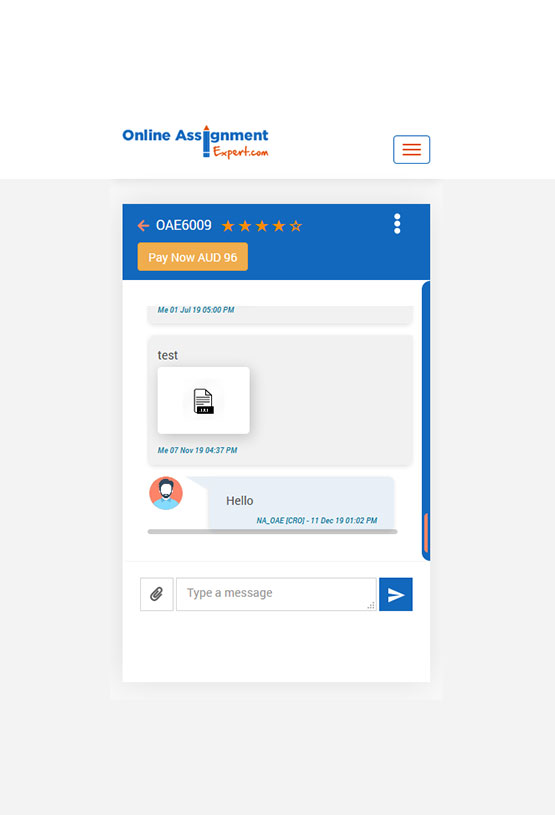 Online Assignment
Expert.com
OAE6009
Pay Now AUD 96
Me 01 Jul 19 05:00 PM
test
.TXT
Me 07 Nov 19 04:37 PM
Hello
NA_OAE [CRO] - 11 Dec 19 01:02 PM
Type a message